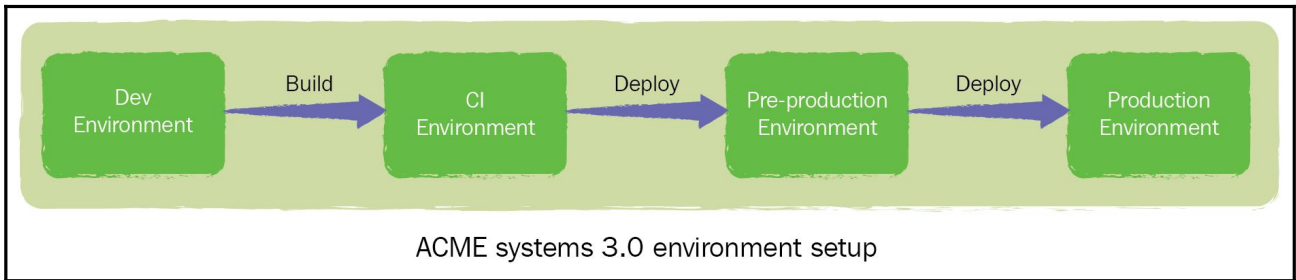 Dev
Environment
Build
CI
Environment
Deploy
Pre-production
Environment
Deploy
Production
Environment
ACME systems 3.0 environment setup